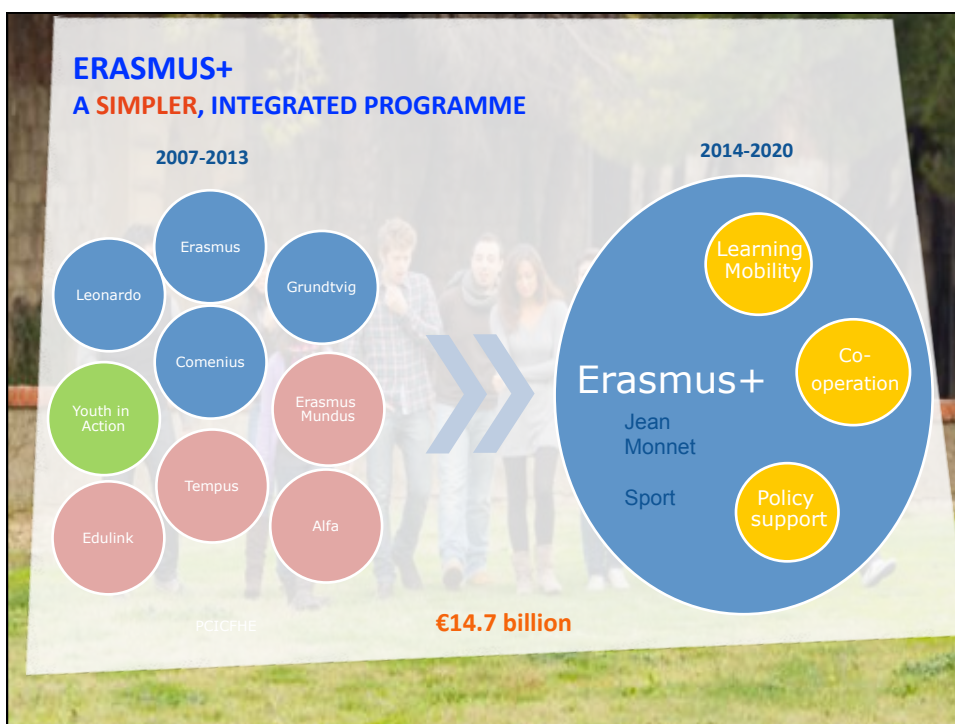 ERASMUS+
A SIMPLER, INTEGRATED PROGRAMME
2007-2013
2014-2020
Erasmus
Leonardo
Grundtvig
Comenius
Youth in
Action
Erasmus
Mundus
Tempus
Edulink
Alfa
PCICFHE
Learning
Mobility
Co-
operation
Erasmus+
Jean
Monnet
Sport
Policy
support
€14.7 billion